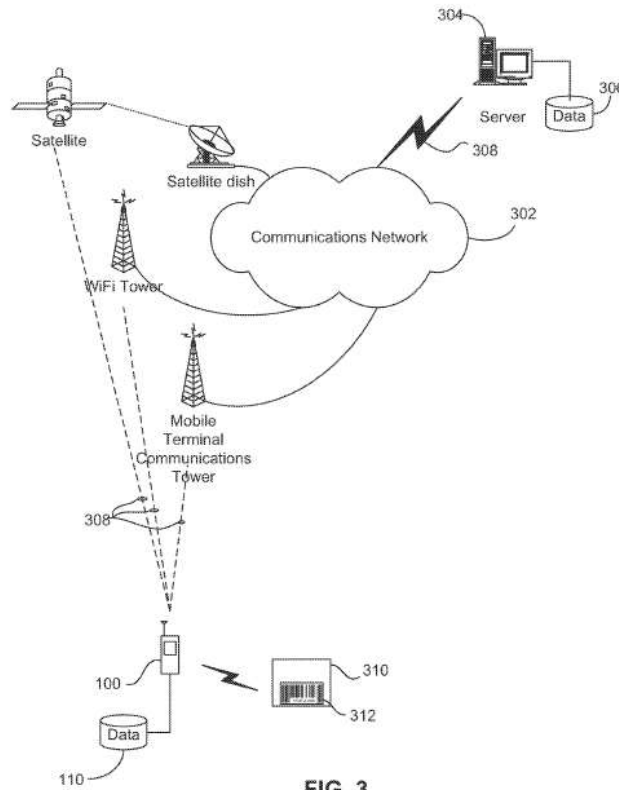 304
306
Data
Server
308
Satellite
Satellite dish
302
Communications Network
WiFi Tower
Mobile
Terminal
Communications
Tower
308
100
310
312
Data
110
FIG. 3